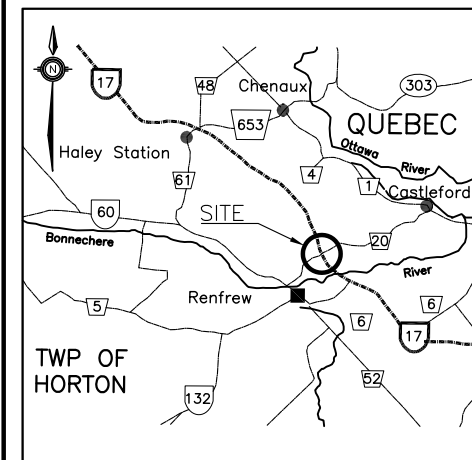 N
17
48
Chenaux
303
653
QUEBEC
Haley Station
Ottawa
River
4
61
1
Castleford
60
SITE
20
Bonnechere
River
Renfrew
5
6
6
17
TWP OF
HORTON
52
132